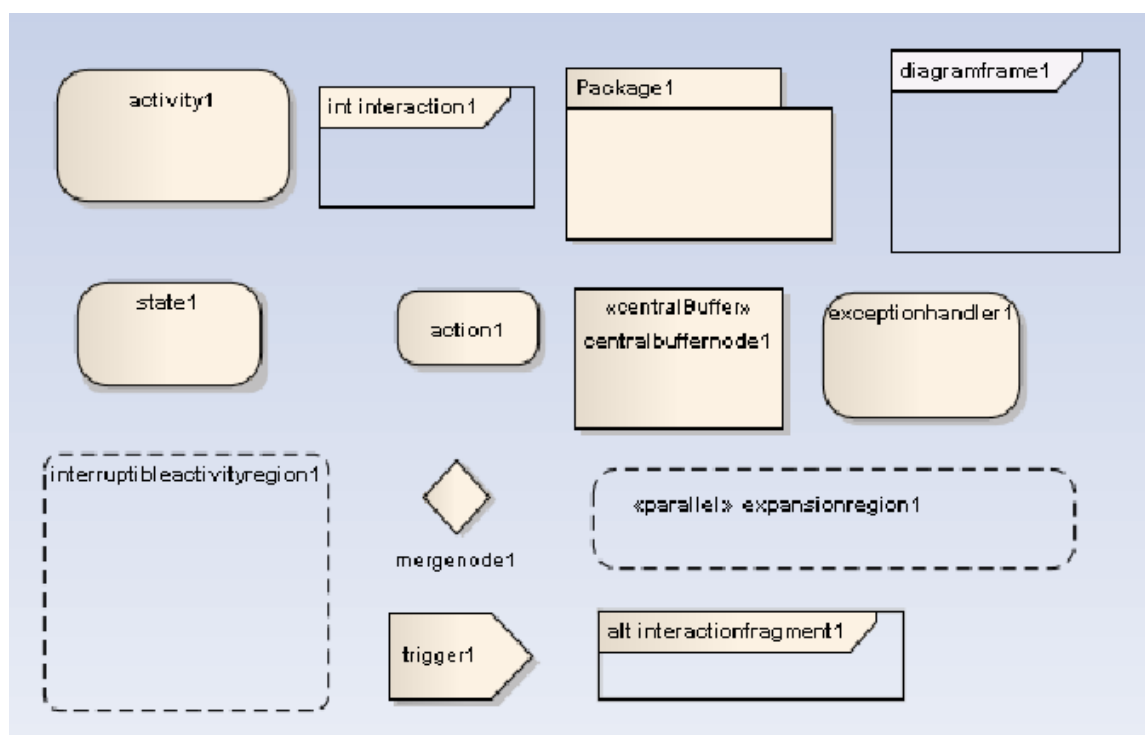 activity1
int interaction1
Package1
diagramframe1
state1
action1
«centralBuffer»
centralbuffernode1
exceptionhandler1
interruptibleactivityregion1
mergenode1
«parallel» expansionregion1
trigger1
alt interactionfragment1